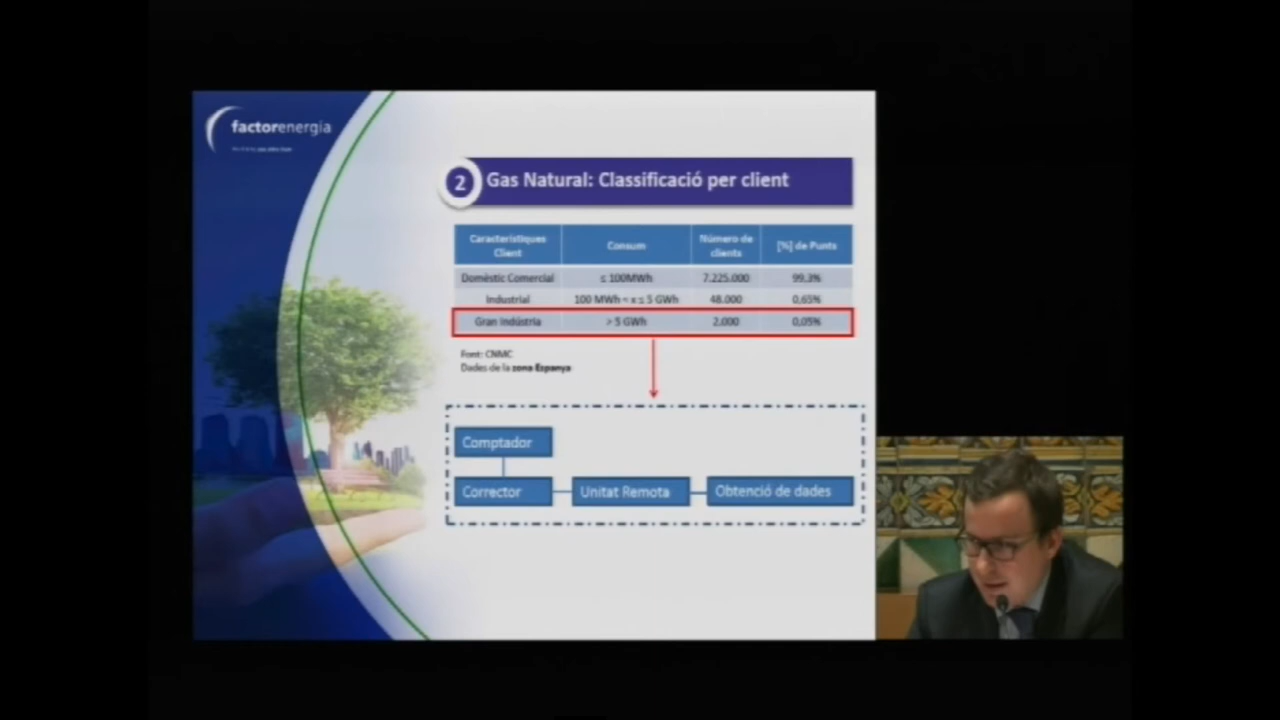 factorenergia
2
Gas Natural: Classificació per client
Característiques Client
Consum
Número de clients
[%] de Punts
Domèstic Comercial
≤ 100MWh
7.225.000
99,3%
Industrial
100 MWh < x ≤ 5 GWh
48.000
0,65%
Gran Indústria
> 5 GWh
2.000
0,05%
Font: CNMC
Dades de la zona Espanya
Comptador
Corrector
Unitat Remota
Obtenció de dades